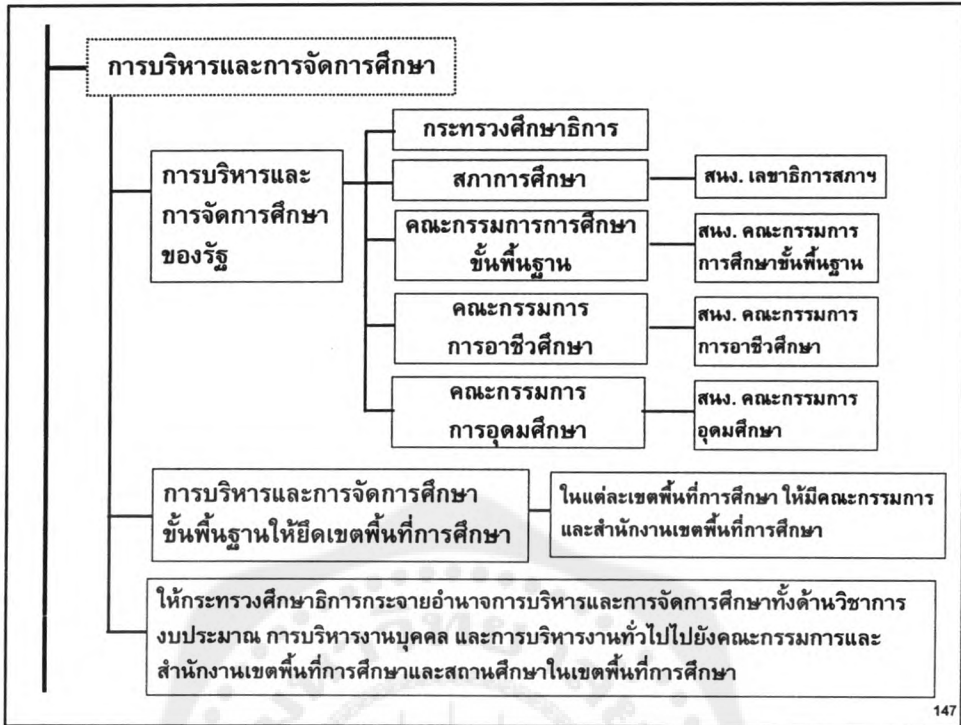 การบริหารและการจัดการศึกษา
การบริหารและ
การจัดการศึกษา
ของรัฐ
กระทรวงศึกษาธิการ
สภาการศึกษา
สนง. เลขาธิการสภาฯ
คณะกรรมการการศึกษา
ขั้นพื้นฐาน
สนง. คณะกรรมการ
การศึกษาขั้นพื้นฐาน
คณะกรรมการ
การอาชีวศึกษา
สนง. คณะกรรมการ
การอาชีวศึกษา
คณะกรรมการ
การอุดมศึกษา
สนง. คณะกรรมการ
อุดมศึกษา
การบริหารและการจัดการศึกษา
ขั้นพื้นฐานให้ยึดเขตพื้นที่การศึกษา
ในแต่ละเขตพื้นที่การศึกษา ให้มีคณะกรรมการ
และสำนักงานเขตพื้นที่การศึกษา
ให้กระทรวงศึกษาธิการกระจายอำนาจการบริหารและการจัดการศึกษาทั้งด้านวิชาการ
งบประมาณ การบริหารงานบุคคล และการบริหารงานทั่วไปไปยังคณะกรรมการและ
สำนักงานเขตพื้นที่การศึกษาและสถานศึกษาในเขตพื้นที่การศึกษา
147